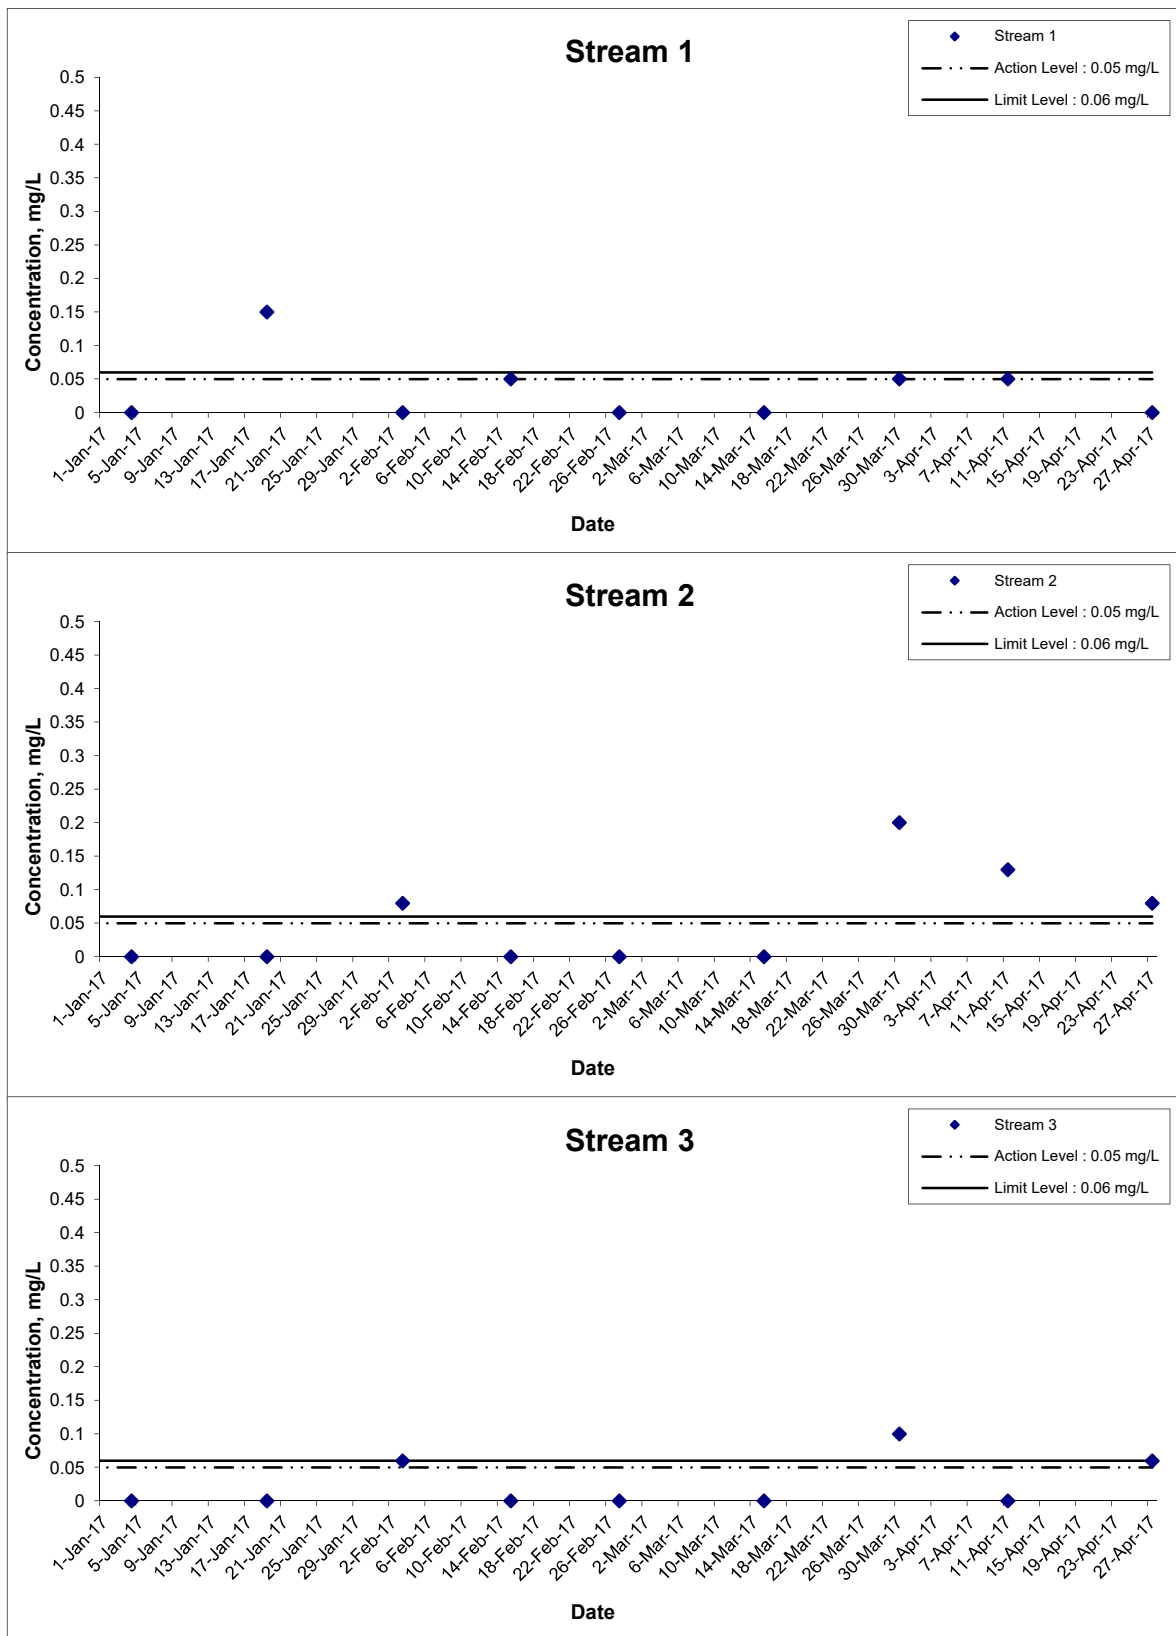 Stream 1
Stream 1
Action Level : 0.05 mg/L
Limit Level : 0.06 mg/L
Concentration, mg/L
0.5
0.45
0.4
0.35
0.3
0.25
0.2
0.15
0.1
0.05
0
1-Jan-17
5-Jan-17
9-Jan-17
13-Jan-17
17-Jan-17
21-Jan-17
25-Jan-17
29-Jan-17
2-Feb-17
6-Feb-17
10-Feb-17
14-Feb-17
18-Feb-17
22-Feb-17
26-Feb-17
2-Mar-17
6-Mar-17
10-Mar-17
14-Mar-17
18-Mar-17
22-Mar-17
26-Mar-17
30-Mar-17
3-Apr-17
7-Apr-17
11-Apr-17
15-Apr-17
19-Apr-17
23-Apr-17
27-Apr-17
Date
Stream 2
Stream 2
Action Level : 0.05 mg/L
Limit Level : 0.06 mg/L
Concentration, mg/L
0.5
0.45
0.4
0.35
0.3
0.25
0.2
0.15
0.1
0.05
0
1-Jan-17
5-Jan-17
9-Jan-17
13-Jan-17
17-Jan-17
21-Jan-17
25-Jan-17
29-Jan-17
2-Feb-17
6-Feb-17
10-Feb-17
14-Feb-17
18-Feb-17
22-Feb-17
26-Feb-17
2-Mar-17
6-Mar-17
10-Mar-17
14-Mar-17
18-Mar-17
22-Mar-17
26-Mar-17
30-Mar-17
3-Apr-17
7-Apr-17
11-Apr-17
15-Apr-17
19-Apr-17
23-Apr-17
27-Apr-17
Date
Stream 3
Stream 3
Action Level : 0.05 mg/L
Limit Level : 0.06 mg/L
Concentration, mg/L
0.5
0.45
0.4
0.35
0.3
0.25
0.2
0.15
0.1
0.05
0
1-Jan-17
5-Jan-17
9-Jan-17
13-Jan-17
17-Jan-17
21-Jan-17
25-Jan-17
29-Jan-17
2-Feb-17
6-Feb-17
10-Feb-17
14-Feb-17
18-Feb-17
22-Feb-17
26-Feb-17
2-Mar-17
6-Mar-17
10-Mar-17
14-Mar-17
18-Mar-17
22-Mar-17
26-Mar-17
30-Mar-17
3-Apr-17
7-Apr-17
11-Apr-17
15-Apr-17
19-Apr-17
23-Apr-17
27-Apr-17
Date